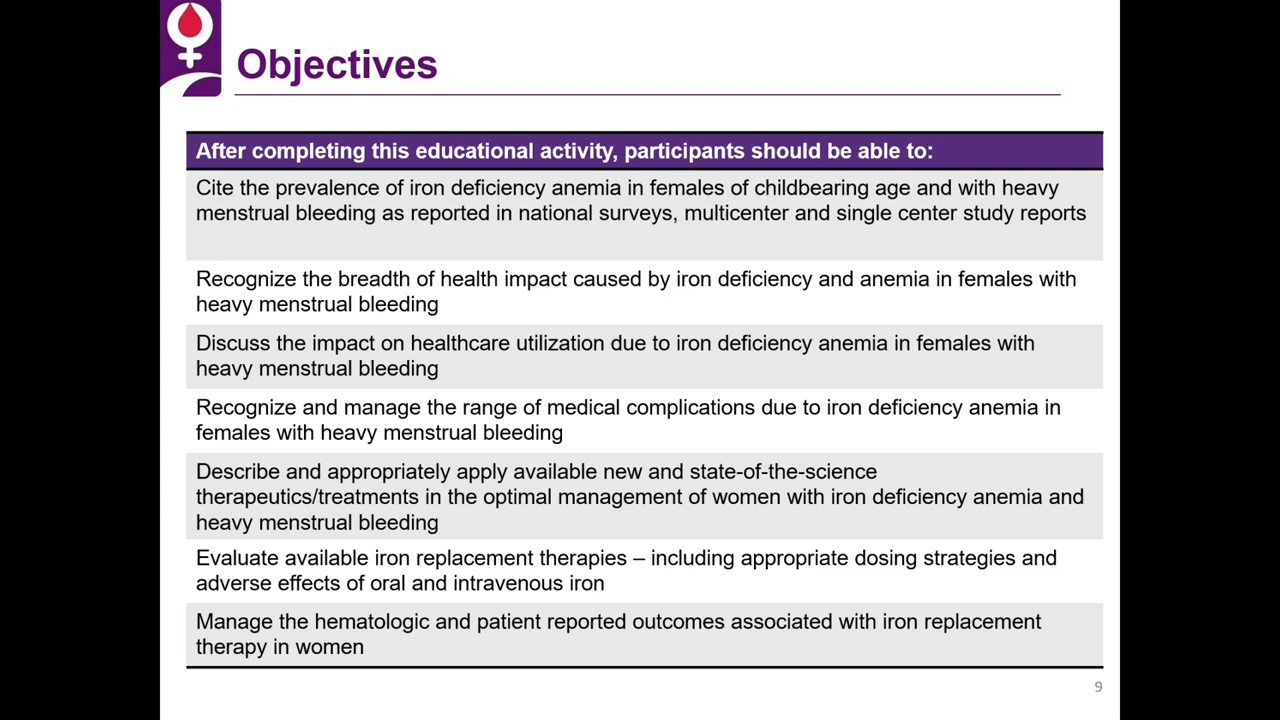 Objectives
After completing this educational activity, participants should be able to:
Cite the prevalence of iron deficiency anemia in females of childbearing age and with heavy
menstrual bleeding as reported in national surveys, multicenter and single center study reports
Recognize the breadth of health impact caused by iron deficiency and anemia in females with
heavy menstrual bleeding
Discuss the impact on healthcare utilization due to iron deficiency anemia in females with
heavy menstrual bleeding
Recognize and manage the range of medical complications due to iron deficiency anemia in
females with heavy menstrual bleeding
Describe and appropriately apply available new and state-of-the-science
therapeutics/treatments in the optimal management of women with iron deficiency anemia and
heavy menstrual bleeding
Evaluate available iron replacement therapies – including appropriate dosing strategies and
adverse effects of oral and intravenous iron
Manage the hematologic and patient reported outcomes associated with iron replacement
therapy in women
9